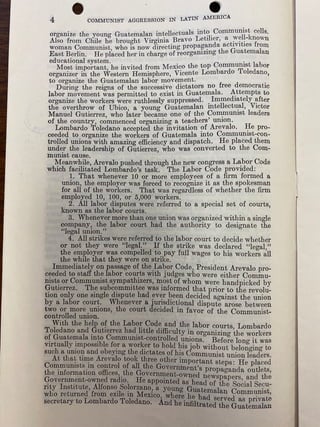 4 COMMUNIST AGGRESSION IN LATIN AMERICA
organize the young Guatemalan intellectuals into Communist cells.
Also from Chile he brought Virginia Bravo Letilier, a well-known
woman Communist, who is now directing propaganda activities from
East Berlin. He placed her in charge of reorganizing the Guatemalan
educational system.
Most important, he invited from Mexico the top Communist labor
organizer in the Western Hemisphere, Vicente Lombardo Toledano,
to organize the Guatemalan labor movement.
During the reigns of the successive dictators no free democratic
labor movement was permitted to exist in Guatemala. Attempts to
organize the workers were ruthlessly suppressed. Immediately after
the overthrow of Ubico, a young Guatemalan intellectual, Victor
Manuel Gutierrez, who later became one of the Communist leaders
of the country, commenced organizing a teachers' union.
Lombardo Toledano accepted the invitation of Arevalo. He pro-
ceeded to organize the workers of Guatemala into Communist-con-
trolled unions with amazing efficiency and dispatch. He placed them
under the leadership of Gutierrez, who was converted to the Com-
munist cause.
Meanwhile, Arevalo pushed through the new congress a Labor Code
which facilitated Lombardo's task. The Labor Code provided:
1. That whenever 10 or more employees of a firm formed a
union, the employer was forced to recognize it as the spokesman
for all of the workers. That was regardless of whether the firm
employed 10, 100, or 5,000 workers.
2. All labor disputes were referred to a special set of courts,
known as the labor courts.
3. Whenever more than one union was organized within a single
company, the labor court had the authority to designate the
"legal union."
4. All strikes were referred to the labor court to decide whether
or not they were "legal." If the strike was declared "legal,"
the employer was compelled to pay full wages to his workers all
the while that they were on strike.
Immediately on passage of the Labor Code, President Arevalo pro-
ceeded to staff the labor courts with judges who were either Commu-
nists or Communist sympathizers, most of whom were handpicked by
Gutierrez. The subcommittee was informed that prior to the revolu-
tion only one single dispute had ever been decided against the union
by a labor court. Whenever a jurisdictional dispute arose between
two or more unions, the court decided in favor of the Communist-
controlled union.
With the help of the Labor Code and the labor courts, Lombardo
Toledano and Gutierrez had little difficulty in organizing the workers
of Guatemala into Communist-controlled unions. Before long it was
virtually impossible for a worker to hold his job without belonging to
such a union and obeying the dictates of his Communist union leaders.
At that time Arevalo took three other important steps: He placed
Communists in control of all the Government's propaganda outlets,
the information offices, the Government-owned newspapers, and the
Government-owned radio. He appointed as head of the Social Secu-
rity Institute, Alfonso Solorzano, a young Guatemalan Communist,
who returned from exile in Mexico, where he had served as private
secretary to Lombardo Toledano. And he infiltrated the Guatemalan